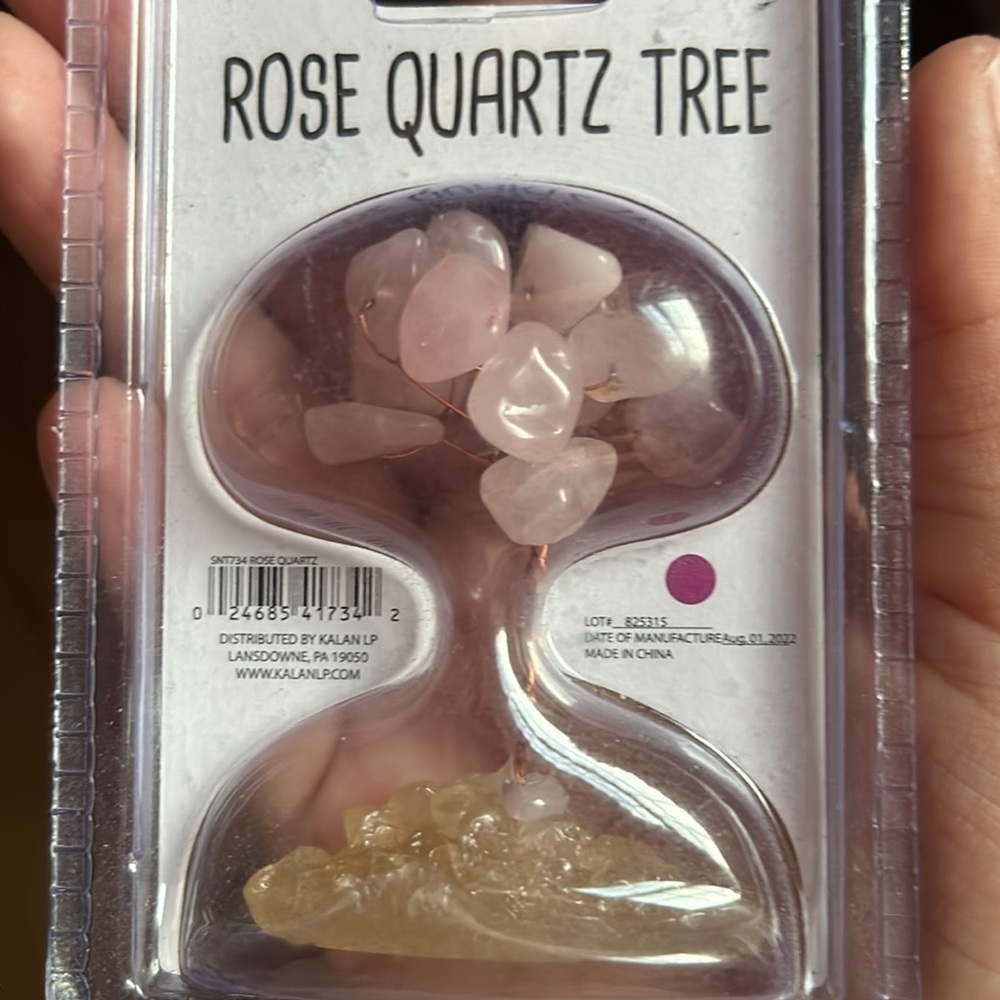 ROSE QUARTZ TREE
SNT734 ROSE QUARTZ
0 24685 41734 2
DISTRIBUTED BY KALAN LP
LANSDOWNE, PA 19050
WWW.KALANLP.COM
LOT# 825315
DATE OF MANUFACTURE Aug. 01, 2022
MADE IN CHINA